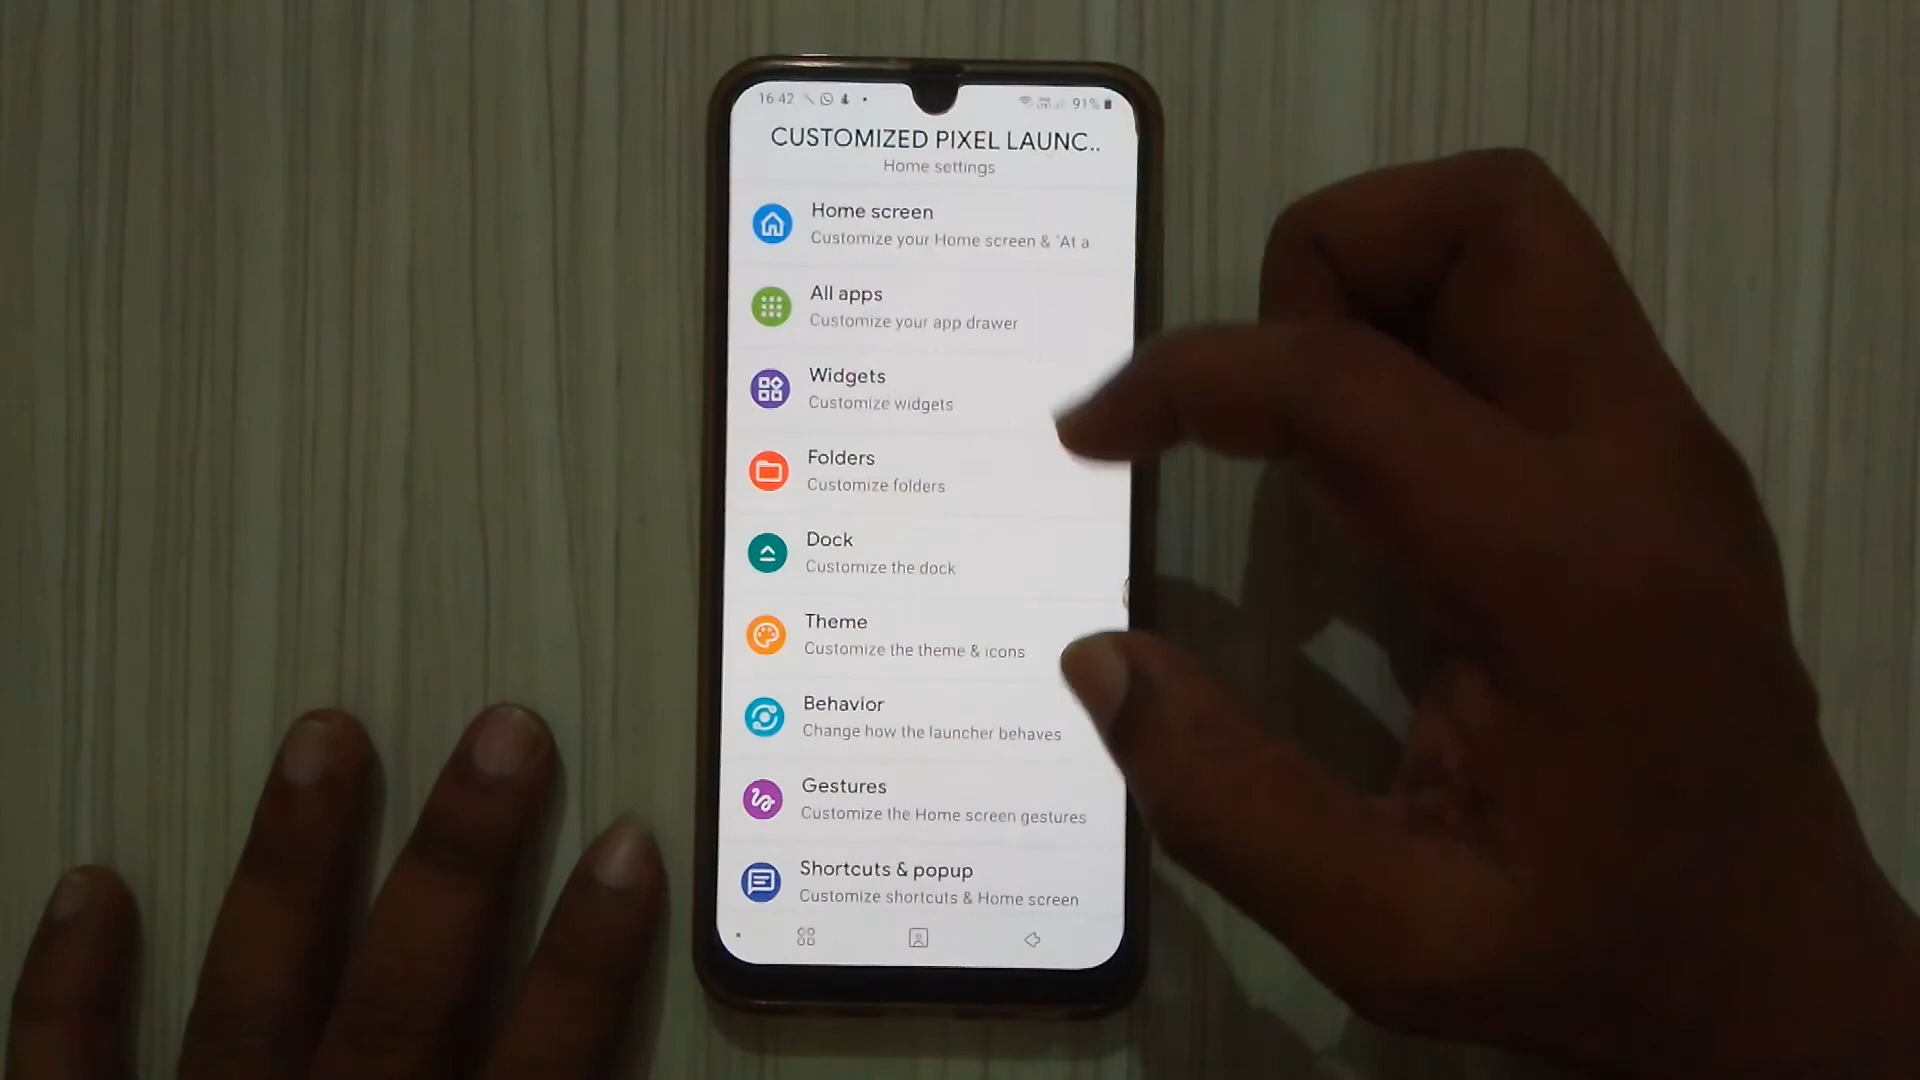 16:42
91%
CUSTOMIZED PIXEL LAUNC..
Home settings
Home screen
Customize your Home screen & "At a
All apps
Customize your app drawer
Widgets
Customize widgets
Folders
Customize folders
Dock
Customize the dock
Theme
Customize the theme & icons
Behavior
Change how the launcher behaves
Gestures
Customize the Home screen gestures
Shortcuts & popup
Customize shortcuts & Home screen